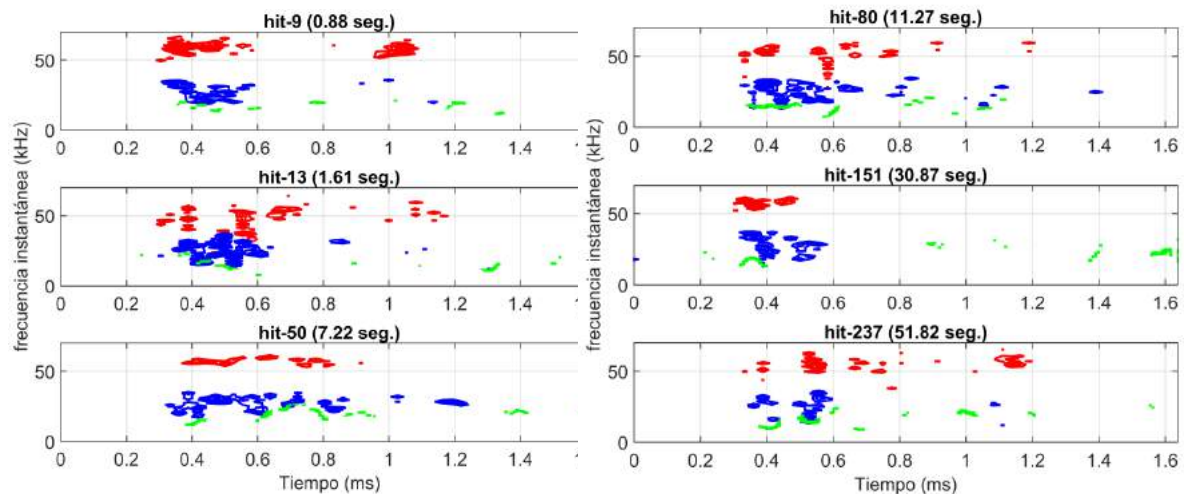 hit-9 (0.88 seg.)
50
0
0 0.2 0.4 0.6 0.8 1 1.2 1.4
hit-13 (1.61 seg.)
50
0
0 0.2 0.4 0.6 0.8 1 1.2 1.4
hit-50 (7.22 seg.)
50
0
0 0.2 0.4 0.6 0.8 1 1.2 1.4
Tiempo (ms)
frecuencia instantánea (kHz)
hit-80 (11.27 seg.)
50
0
0 0.2 0.4 0.6 0.8 1 1.2 1.4 1.6
hit-151 (30.87 seg.)
50
0
0 0.2 0.4 0.6 0.8 1 1.2 1.4 1.6
hit-237 (51.82 seg.)
50
0
0 0.2 0.4 0.6 0.8 1 1.2 1.4 1.6
Tiempo (ms)
frecuencia instantánea (kHz)